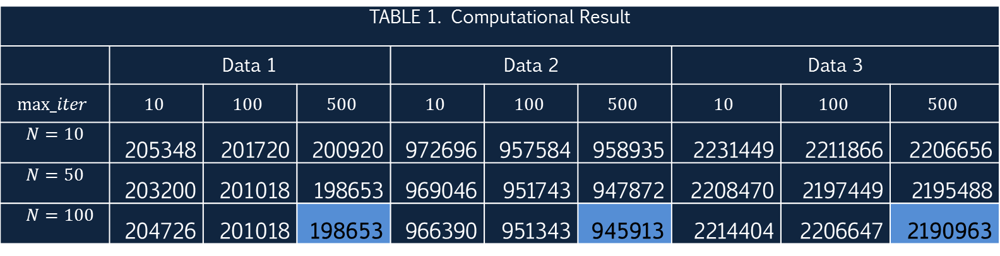 TABLE 1. Computational Result
Data 1 Data 2 Data 3
max_iter 10 100 500 10 100 500 10 100 500
N = 10 205348 201720 200920 972696 957584 958935 2231449 2211866 2206656
N = 50 203200 201018 198653 969046 951743 947872 2208470 2197449 2195488
N = 100 204726 201018 198653 966390 951343 945913 2214404 2206647 2190963